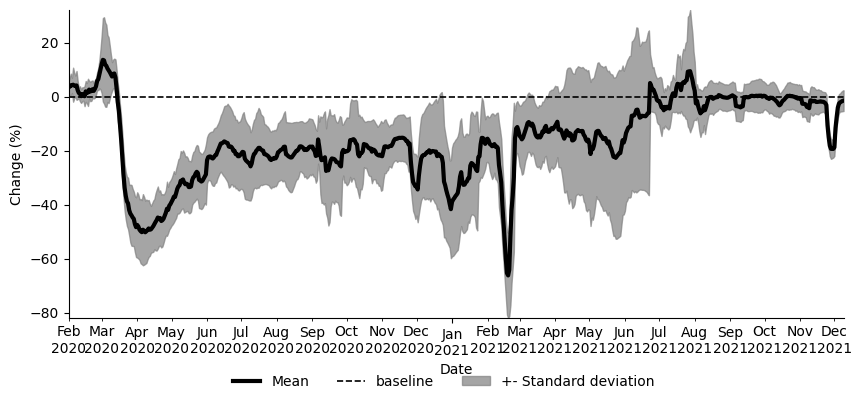 Change (%)
20
0
−20
−40
−60
−80
Feb Mar Apr May Jun Jul Aug Sep Oct Nov Dec Jan Feb Mar Apr May Jun Jul Aug Sep Oct Nov Dec
2020 2020 2020 2020 2020 2020 2020 2020 2020 2020 2020 2021 2021 2021 2021 2021 2021 2021 2021 2021 2021 2021 2021
Date
Mean baseline +- Standard deviation